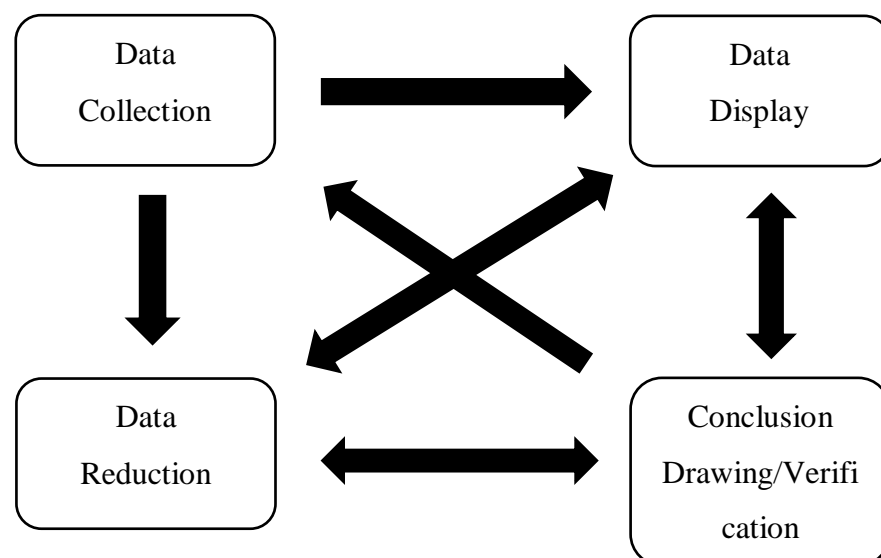 Data
Collection
Data
Display
Data
Reduction
Conclusion
Drawing/Verifi
cation